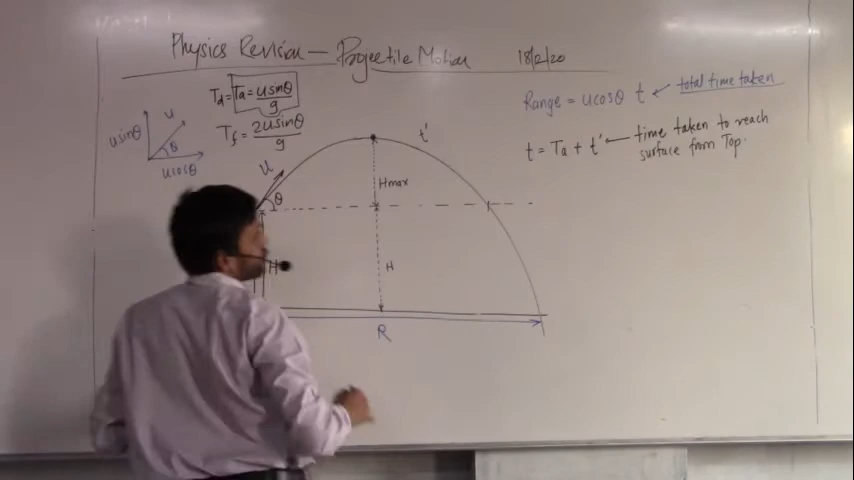 Physics Revision — Projectile Motion 18/2/20
Td = Ta = usinθ/g
Tf = 2usinθ/g
usinθ
u
θ
ucosθ
Range = ucosθ t ← total time taken
t = Ta + t' ← time taken to reach
surface from Top.
t'
u
θ
Hmax
H
H
R